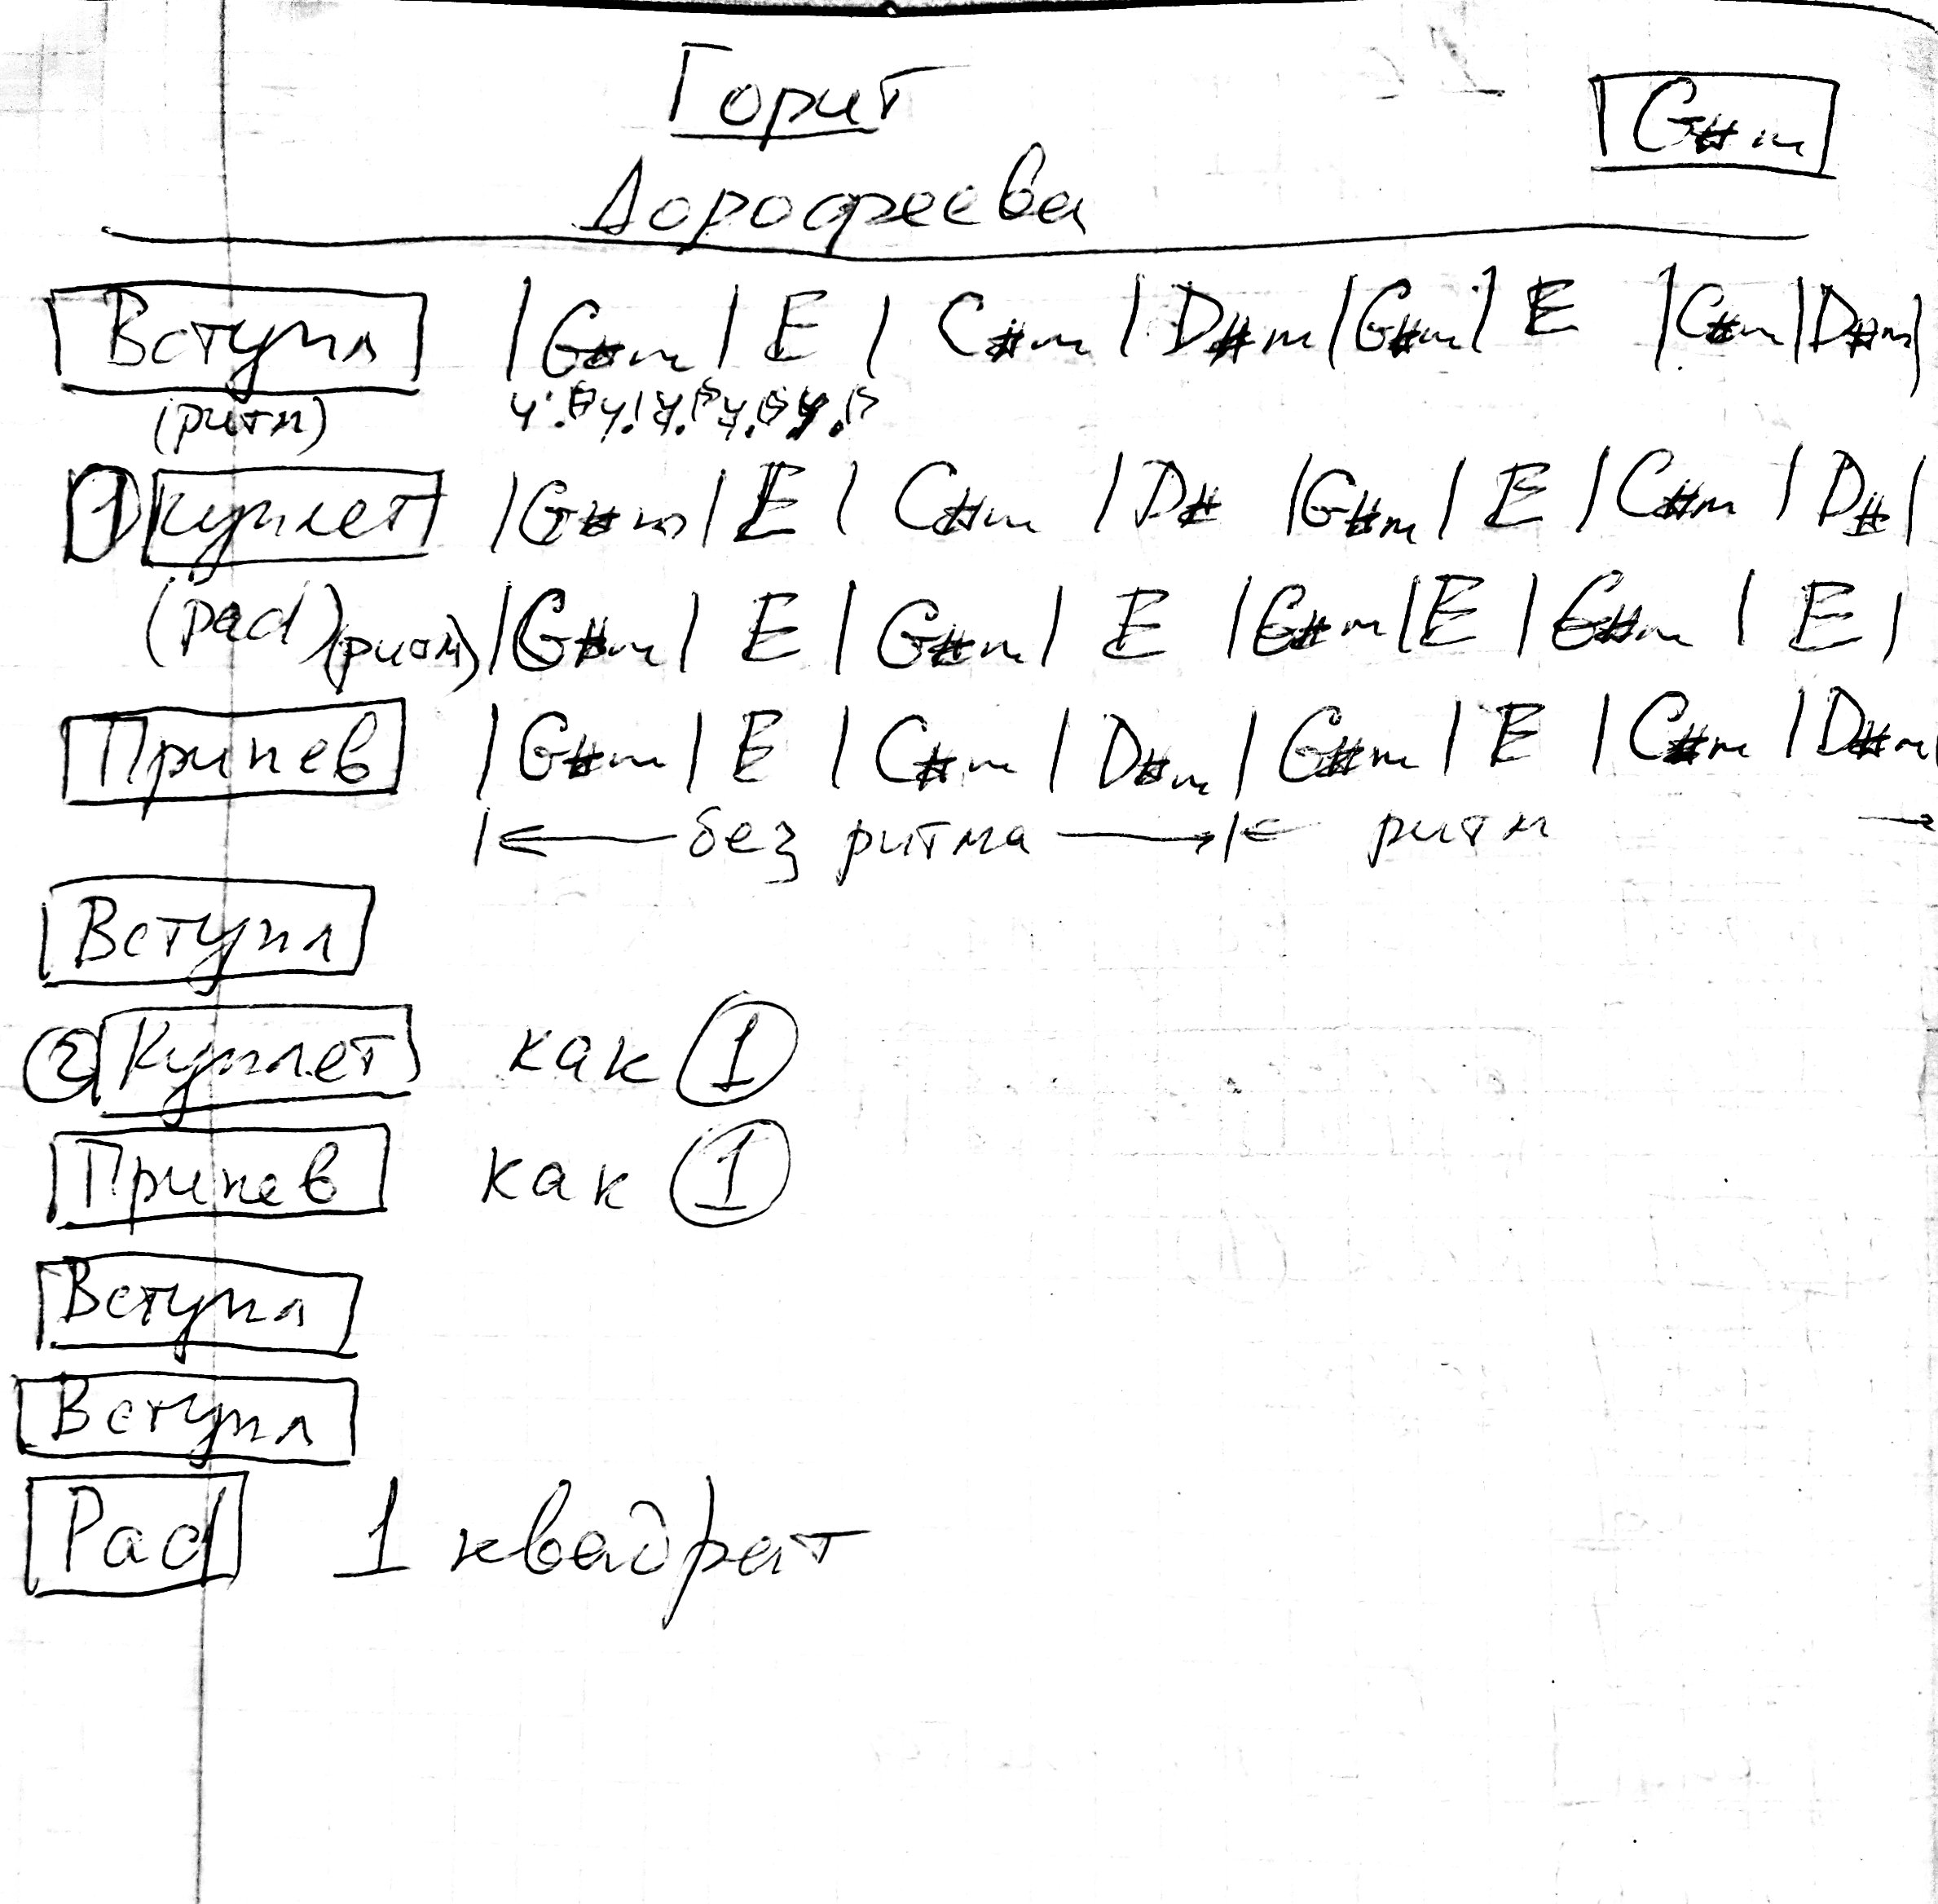 Горит
G#m
Дорофеева
Вступл |G#m| E | C#m | D#m |G#m| E |C#m|D#m|
(ритм)
1 Куплет |G#m| E | C#m | D# |G#m| E | C#m | D#|
(pad) (ритм) |G#m| E | G#m | E |G#m|E | G#m | E |
Припев |G#m| E | C#m | D#m | G#m | E | C#m | D#m
|← без ритма →|← ритм →
Вступл
2 Куплет как 1
Припев как 1
Вступл
Вступл
Pad 1 квадрат